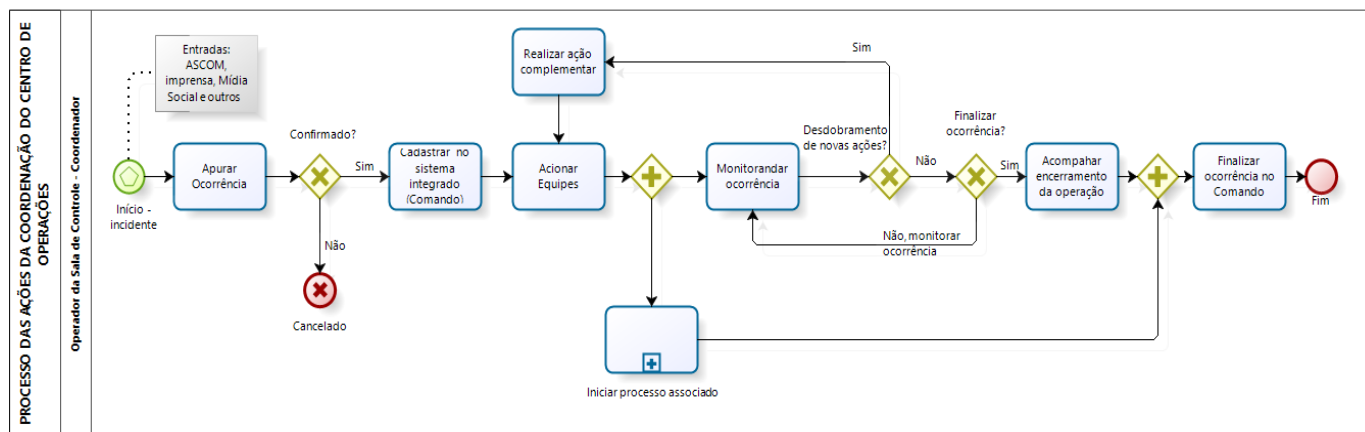 PROCESSO DAS AÇÕES DA COORDENAÇÃO DO CENTRO DE
OPERAÇÕES
Operador da Sala de Controle - Coordenador
Entradas:
ASCOM,
imprensa, Mídia
Social e outros
Início -
incidente
Apurar
Ocorrência
Confirmado?
Sim
Não
Cancelado
Cadastrar no
sistema
integrado
(Comando)
Realizar ação
complementar
Acionar
Equipes
Iniciar processo associado
Monitorandar
ocorrência
Desdobramento
de novas ações?
Sim
Não
Finalizar
ocorrência?
Sim
Não, monitorar
ocorrência
Acompahar
encerramento
da operação
Finalizar
ocorrência no
Comando
Fim